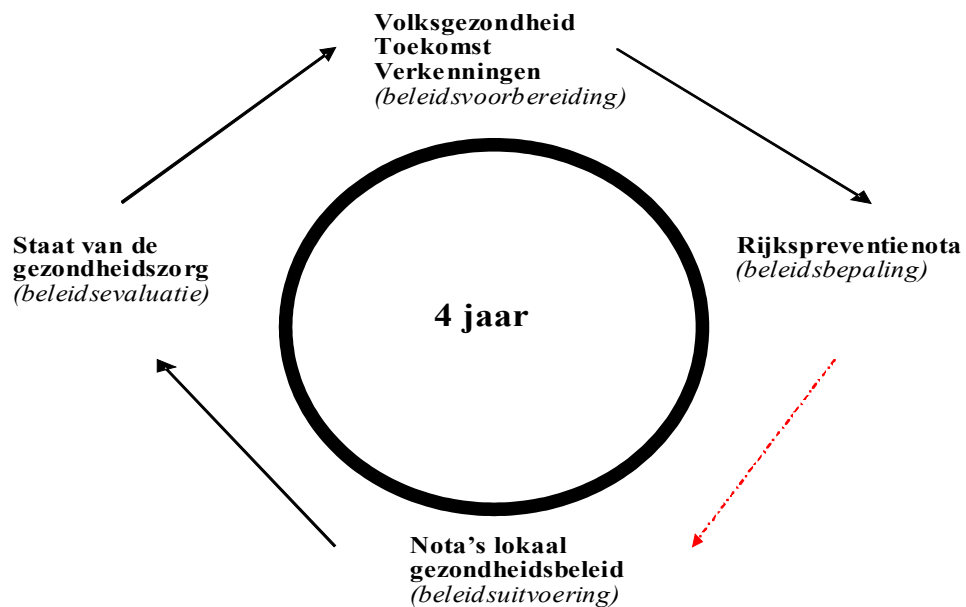 Volksgezondheid
Toekomst
Verkenningen
(beleidsvoorbereiding)
Staat van de
gezondheidszorg
(beleidsevaluatie)
Rijkspreventienota
(beleidsbepaling)
4 jaar
Nota's lokaal
gezondheidsbeleid
(beleidsuitvoering)